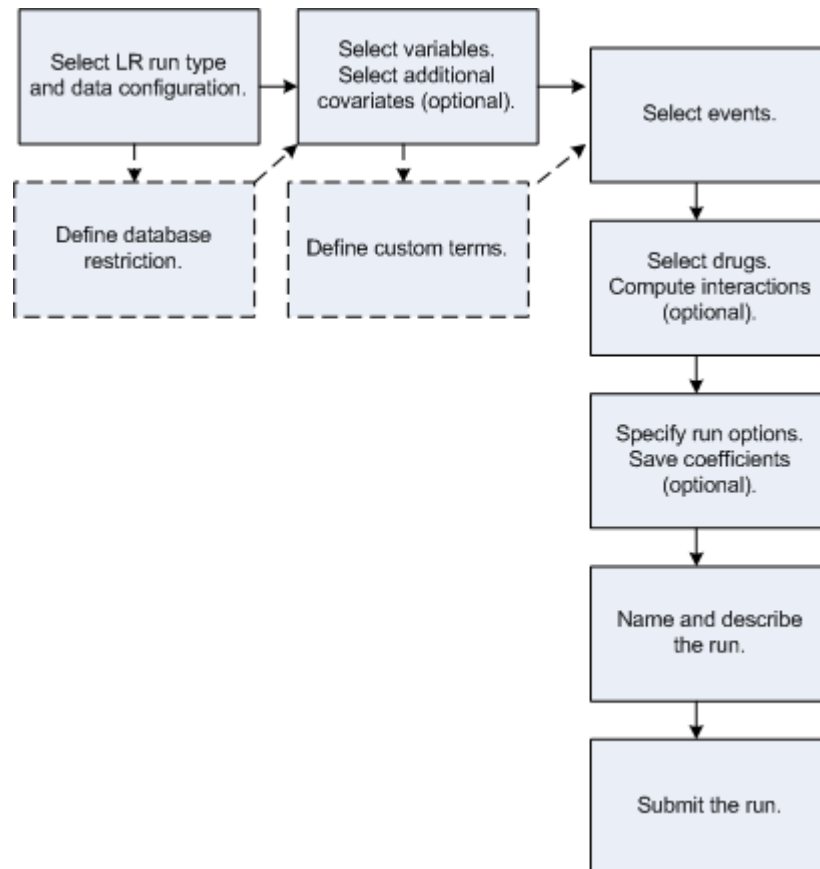 Select LR run type
and data configuration.
Select variables.
Select additional
covariates (optional).
Select events.
Define database
restriction.
Define custom terms.
Select drugs.
Compute interactions
(optional).
Specify run options.
Save coefficients
(optional).
Name and describe
the run.
Submit the run.